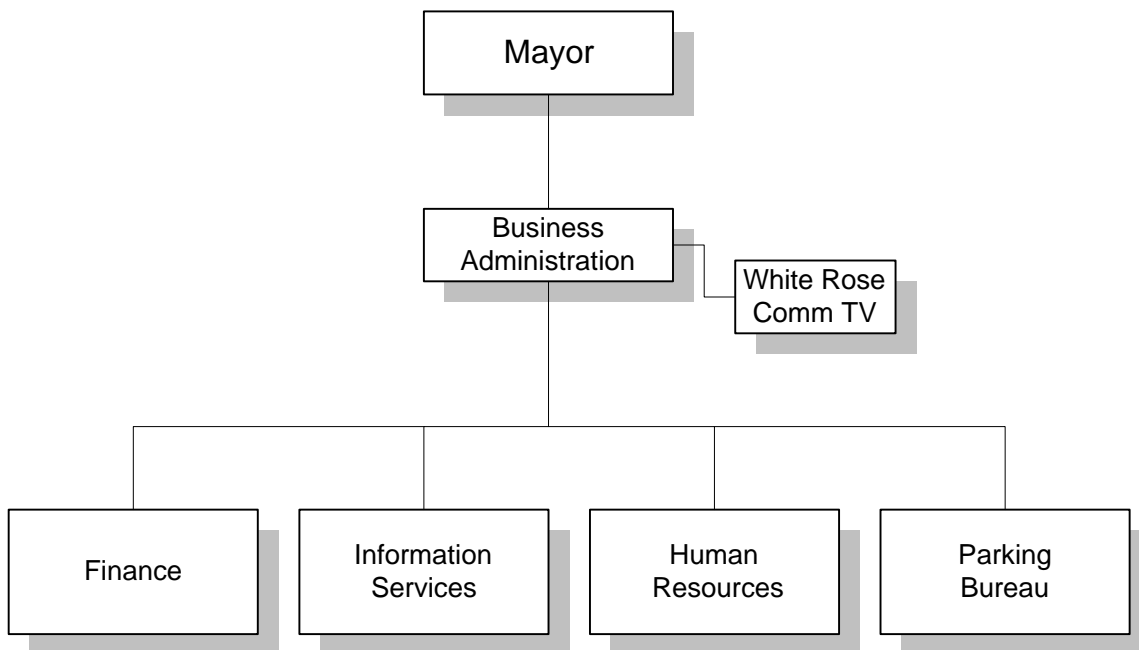 Mayor
Business
Administration
White Rose
Comm TV
Finance
Information
Services
Human
Resources
Parking
Bureau